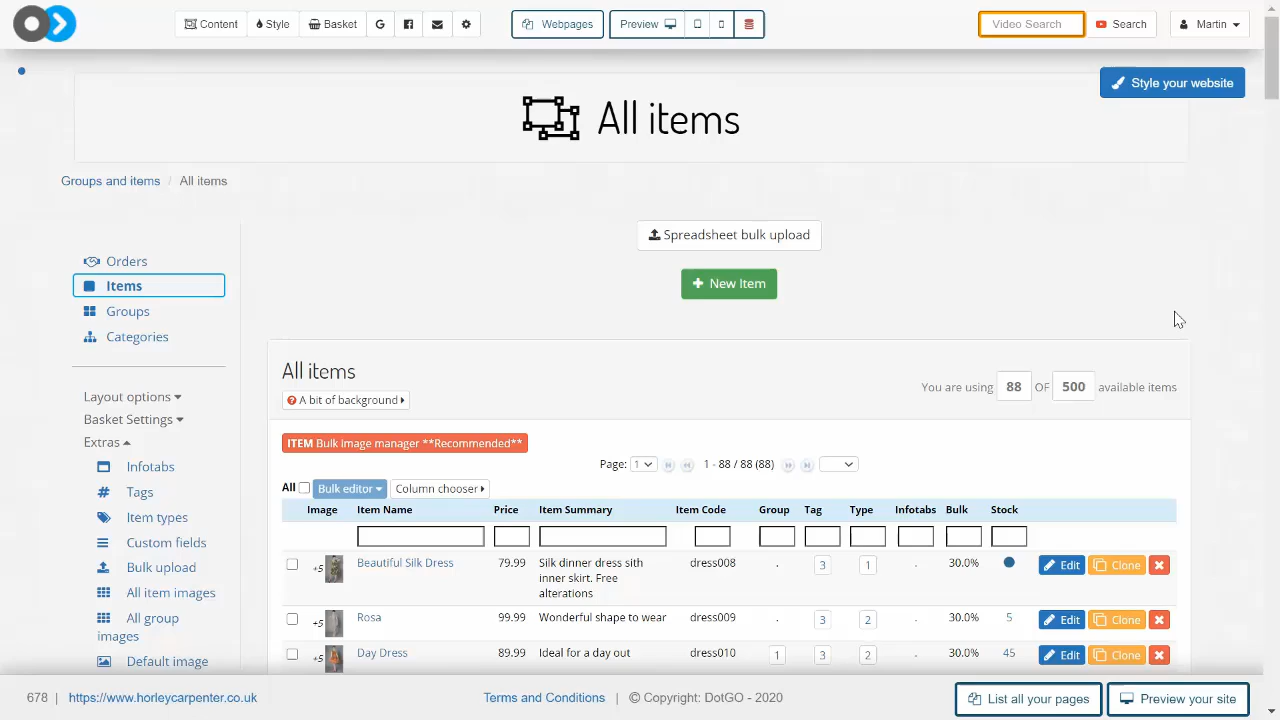 Content Style Basket Webpages Preview Video Search Search Martin
Style your website
All items
Groups and items / All items
Spreadsheet bulk upload
Orders
Items
New Item
Groups
Categories
All items
You are using 88 OF 500 available items
Layout options
A bit of background
Basket Settings
Extras
ITEM Bulk image manager **Recommended**
Infotabs
Page: 1 1 - 88 / 88 (88)
Tags
All Bulk editor Column chooser
Image Item Name Price Item Summary Item Code Group Tag Type Infotabs Bulk Stock
Item types
Custom fields
Bulk upload
+5 Beautiful Silk Dress 79.99 Silk dinner dress sith dress008 . 3 1 . 30.0% Edit Clone
inner skirt. Free
alterations
All item images
All group
images
+5 Rosa 99.99 Wonderful shape to wear dress009 . 3 2 . 30.0% 5 Edit Clone
+5 Day Dress 89.99 Ideal for a day out dress010 1 3 2 . 30.0% 45 Edit Clone
Default image
678 | https://www.horleycarpenter.co.uk Terms and Conditions | © Copyright: DotGO - 2020 List all your pages Preview your site